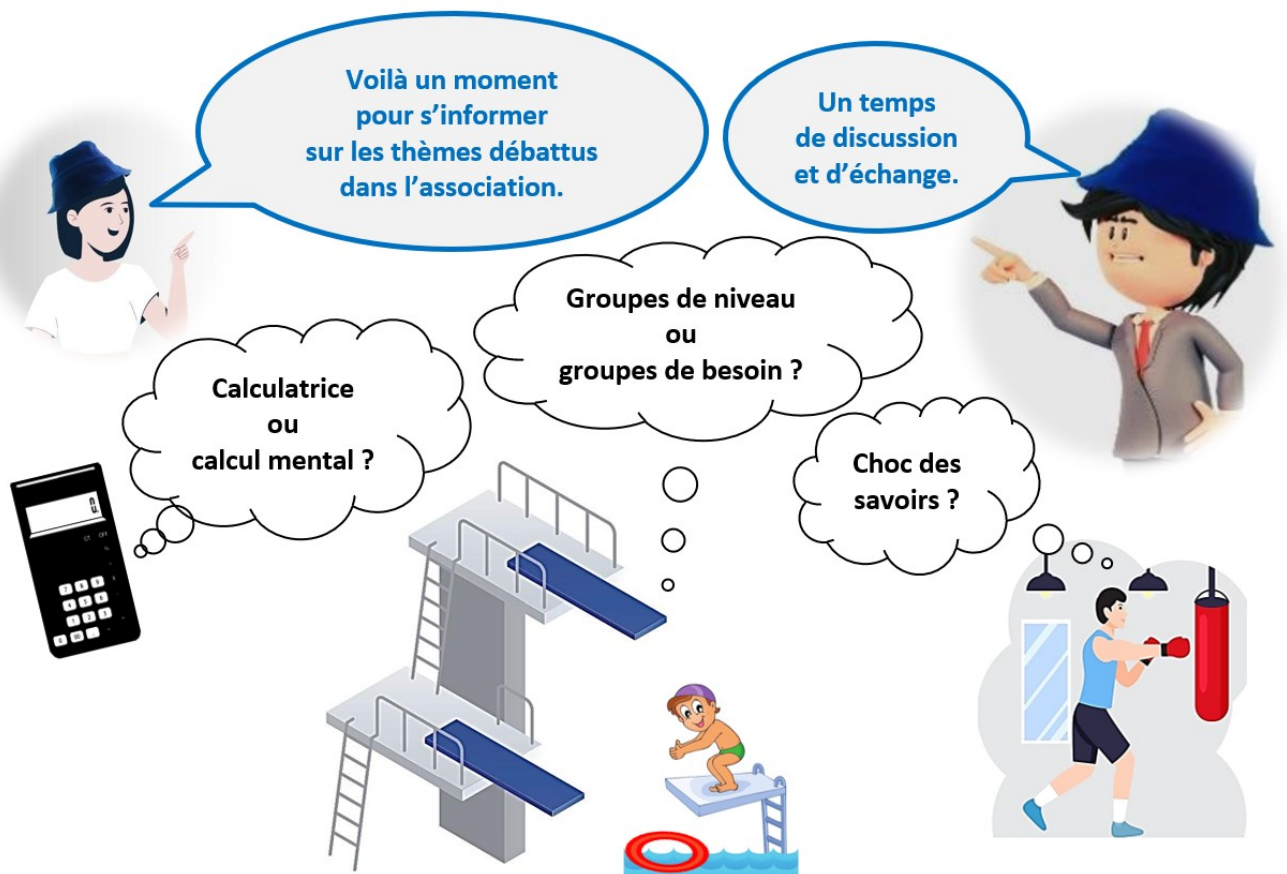 Voilà un moment
pour s'informer
sur les thèmes débattus
dans l'association.
Un temps
de discussion
et d'échange.
Groupes de niveau
ou
groupes de besoin ?
Calculatrice
ou
calcul mental ?
Choc des
savoirs ?